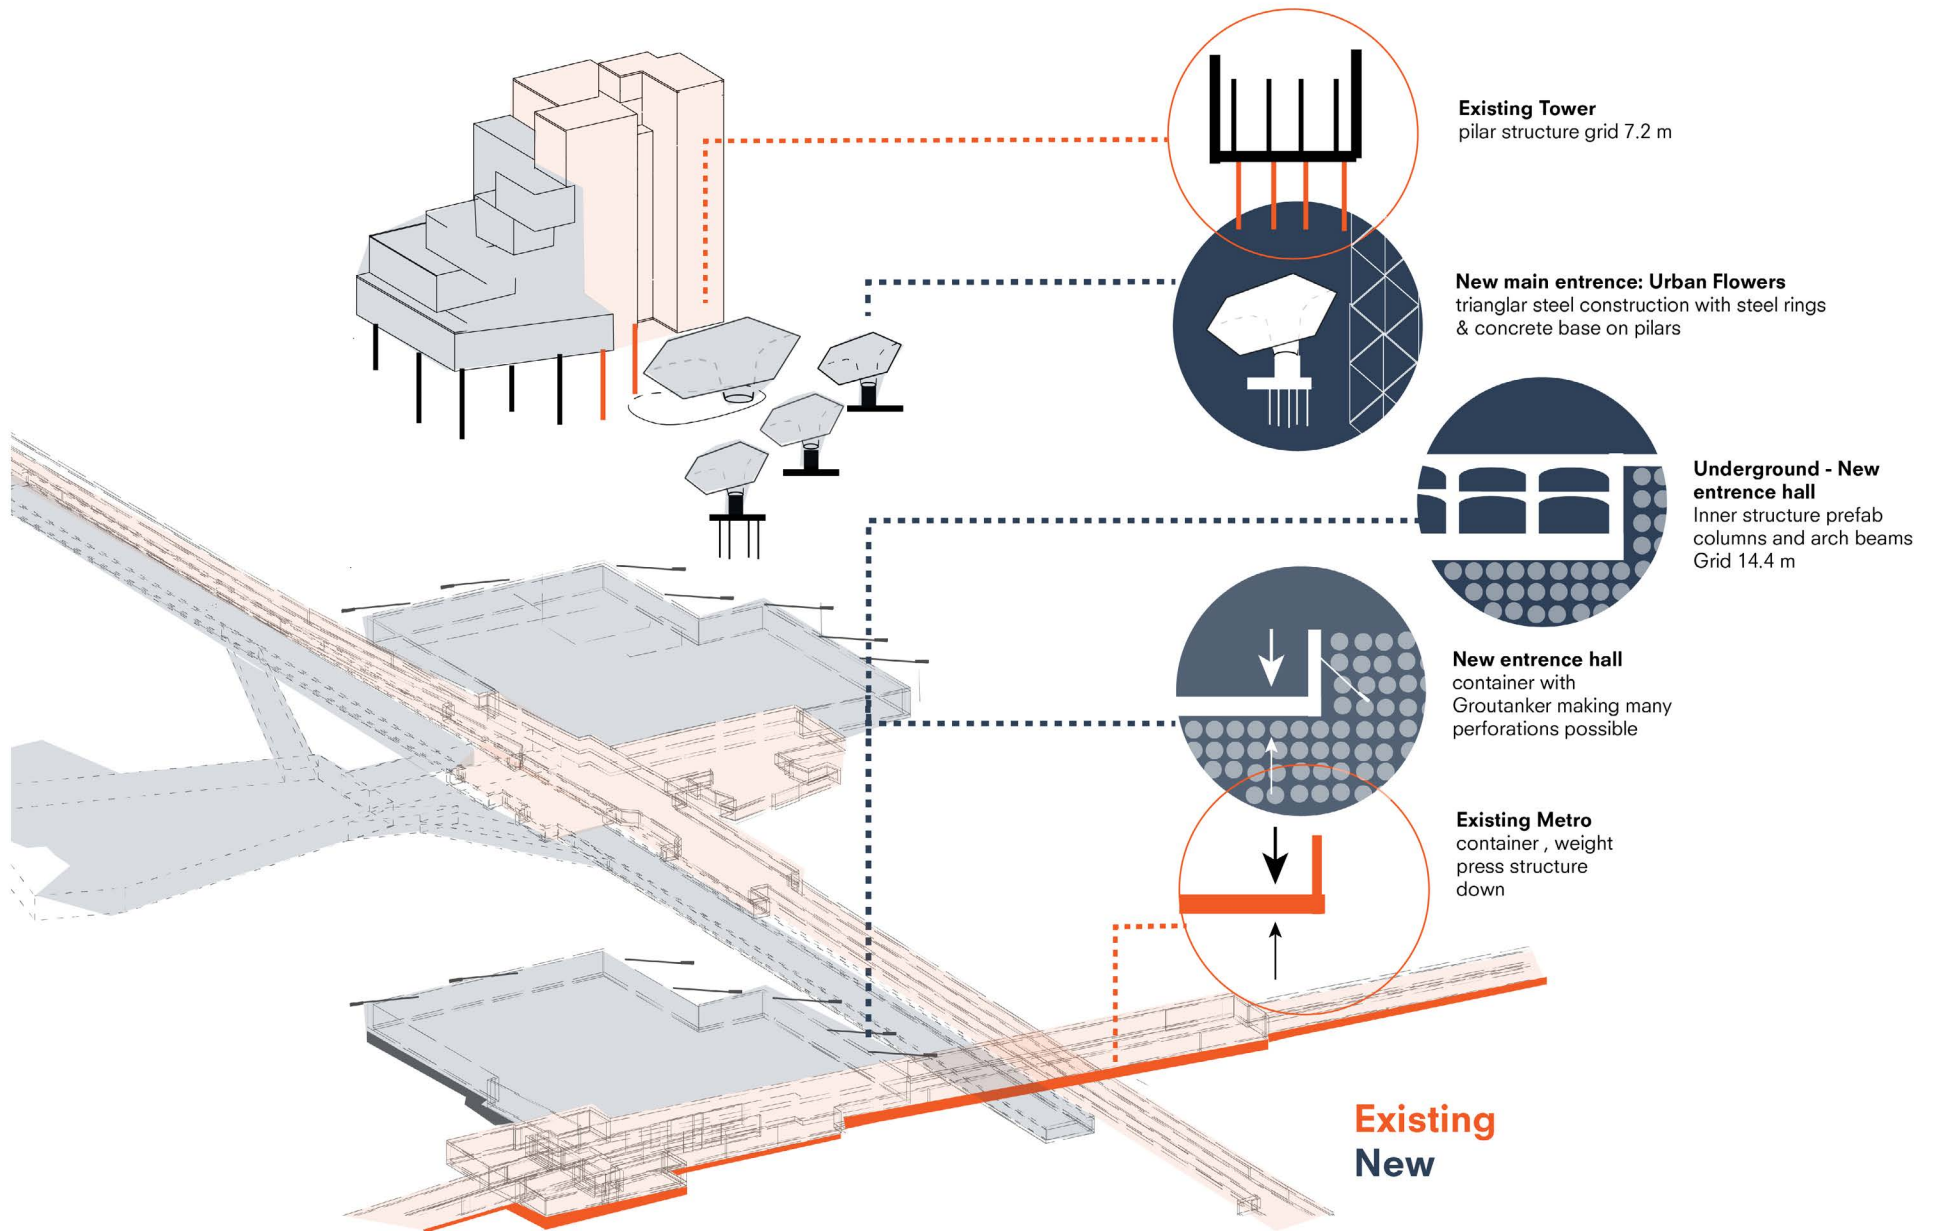 Existing Tower
pilar structure grid 7.2 m
New main entrence: Urban Flowers
trianglar steel construction with steel rings
& concrete base on pilars
Underground - New
entrence hall
Inner structure prefab
columns and arch beams
Grid 14.4 m
New entrence hall
container with
Groutanker making many
perforations possible
Existing Metro
container , weight
press structure
down
Existing
New